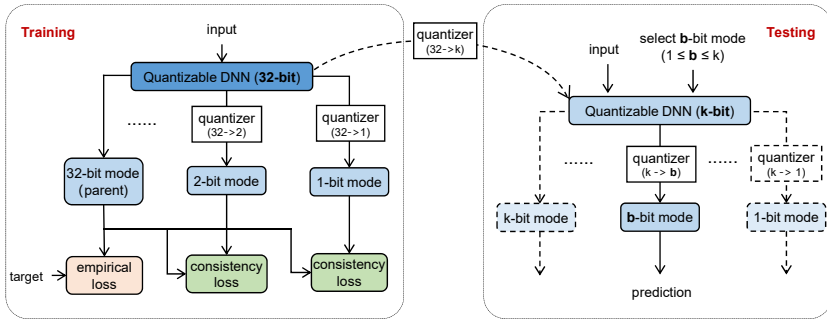 Training
input
Quantizable DNN (32-bit)
......
quantizer
(32->2)
quantizer
(32->1)
32-bit mode
(parent)
2-bit mode
1-bit mode
target
empirical
loss
consistency
loss
consistency
loss
quantizer
(32->k)
Testing
input
select b-bit mode
(1 ≤ b ≤ k)
Quantizable DNN (k-bit)
......
quantizer
(k -> b)
......
quantizer
(k -> 1)
k-bit mode
b-bit mode
1-bit mode
prediction